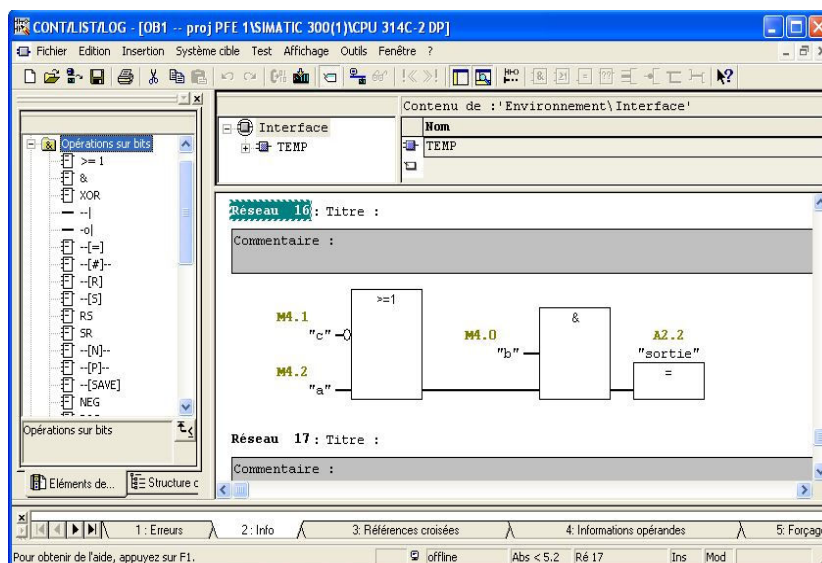 CONT/LIST/LOG - [OB1 -- proj PFE 1\SIMATIC 300(1)\CPU 314C-2 DP]
Fichier Edition Insertion Système cible Test Affichage Outils Fenêtre ?
Opérations sur bits
>= 1
&
XOR
--|
-o|
--[=]
--[#]--
--[R]
--[S]
RS
SR
--[N]--
--[P]--
--[SAVE]
NEG
Opérations sur bits
Eléments de... Structure c
Interface
TEMP
Contenu de :'Environnement\Interface'
Nom
TEMP
Réseau 16 : Titre :
Commentaire :
>=1
M4.1
"c"
M4.2
"a"
M4.0
"b"
&
A2.2
"sortie"
=
Réseau 17 : Titre :
Commentaire :
1 : Erreurs 2 : Info 3: Références croisées 4: Informations opérandes 5: Forçage
Pour obtenir de l'aide, appuyez sur F1. offline Abs < 5.2 Ré 17 Ins Mod